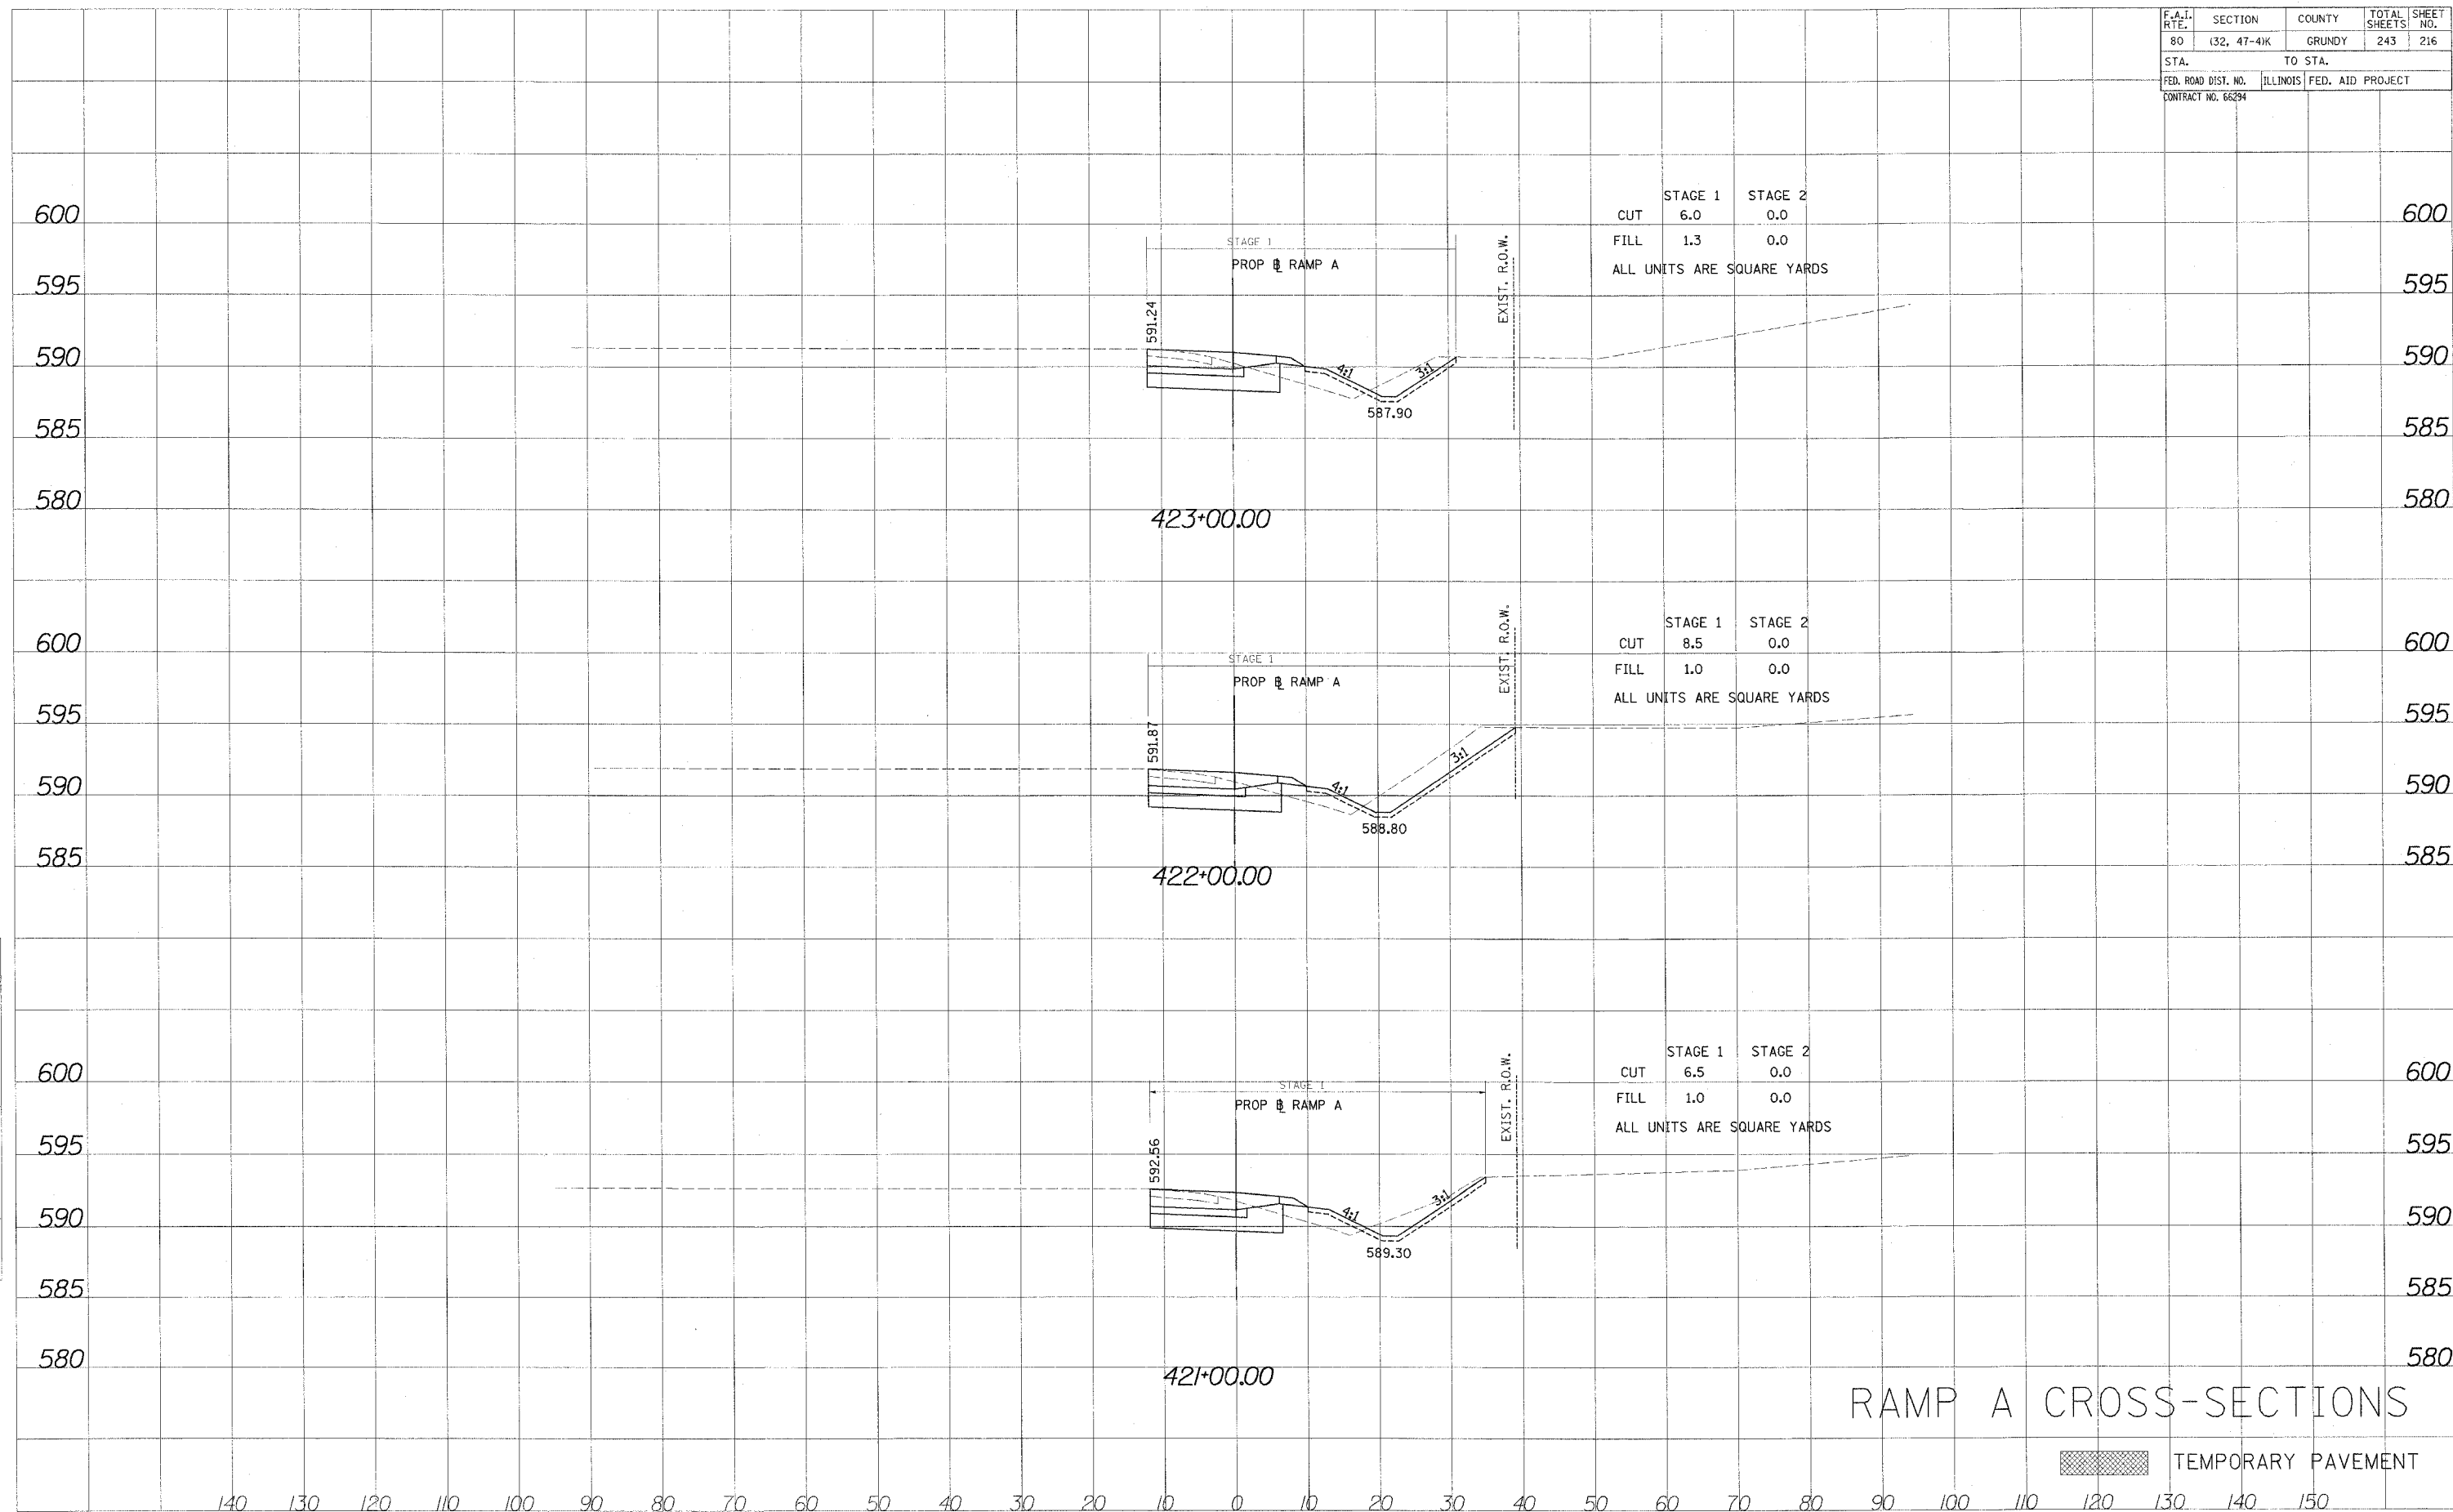 F.A.I. RTE. SECTION COUNTY TOTAL SHEETS SHEET NO.
80 (32, 47-4)K GRUNDY 243 216
STA. TO STA.
FED. ROAD DIST. NO. ILLINOIS FED. AID PROJECT
CONTRACT NO. 66294
STAGE 1 STAGE 2
600 CUT 6.0 0.0 600
STAGE 1 FILL 1.3 0.0
PROP B̲L RAMP A EXIST. R.O.W. ALL UNITS ARE SQUARE YARDS
595 595
591.24
590 4:1 3:1 590
587.90
585 585
580 580
423+00.00
STAGE 1 STAGE 2
600 CUT 8.5 0.0 600
STAGE 1 EXIST. R.O.W. FILL 1.0 0.0
PROP BL RAMP A ALL UNITS ARE SQUARE YARDS
595 595
591.87
3:1
590 4:1 590
588.80
585 585
422+00.00
STAGE 1 STAGE 2
600 CUT 6.5 0.0 600
STAGE 1 EXIST. R.O.W. FILL 1.0 0.0
PROP BL RAMP A
ALL UNITS ARE SQUARE YARDS
595 595
592.56
590 4:1 3:1 590
589.30
585 585
580 580
421+00.00
RAMP A CROSS-SECTIONS
TEMPORARY PAVEMENT
140 130 120 110 100 90 80 70 60 50 40 30 20 10 0 10 20 30 40 50 60 70 80 90 100 110 120 130 140 150